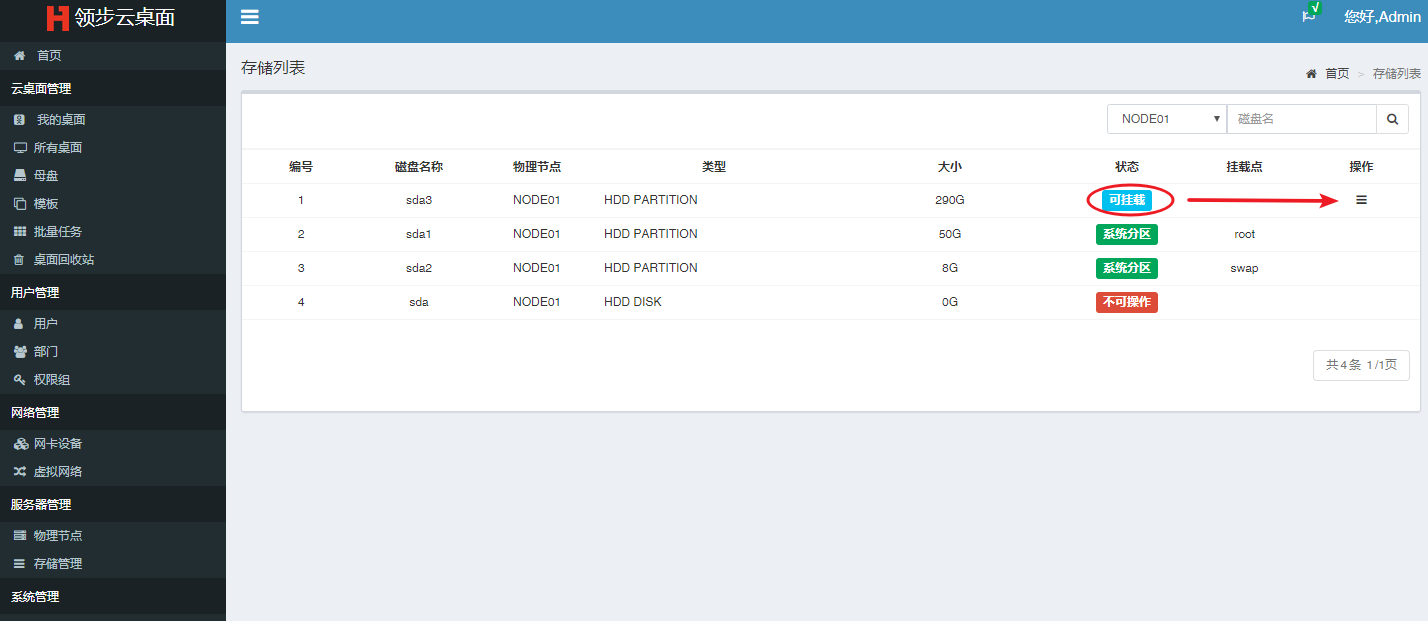 领步云桌面
您好,Admin
首页
云桌面管理
我的桌面
所有桌面
母盘
模板
批量任务
桌面回收站
用户管理
用户
部门
权限组
网络管理
网卡设备
虚拟网络
服务器管理
物理节点
存储管理
系统管理
存储列表
首页 > 存储列表
NODE01 磁盘名
编号 磁盘名称 物理节点 类型 大小 状态 挂载点 操作
1 sda3 NODE01 HDD PARTITION 290G 可挂载
2 sda1 NODE01 HDD PARTITION 50G 系统分区 root
3 sda2 NODE01 HDD PARTITION 8G 系统分区 swap
4 sda NODE01 HDD DISK 0G 不可操作
共4条 1/1页